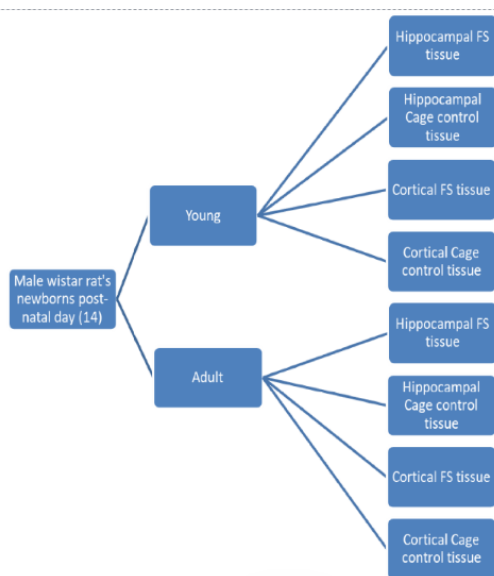 Male wistar rat's
newborns post-
natal day (14)
Young
Adult
Hippocampal FS
tissue
Hippocampal
Cage control
tissue
Cortical FS tissue
Cortical Cage
control tissue
Hippocampal FS
tissue
Hippocampal
Cage control
tissue
Cortical FS tissue
Cortical Cage
control tissue